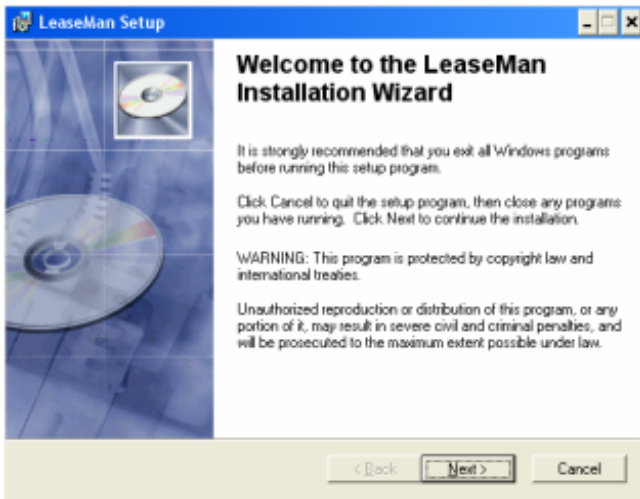 LeaseMan Setup
Welcome to the LeaseMan
Installation Wizard
It is strongly recommended that you exit all Windows programs
before running this setup program.
Click Cancel to quit the setup program, then close any programs
you have running. Click Next to continue the installation.
WARNING: This program is protected by copyright law and
international treaties.
Unauthorized reproduction or distribution of this program, or any
portion of it, may result in severe civil and criminal penalties, and
will be prosecuted to the maximum extent possible under law.
< Back Next > Cancel